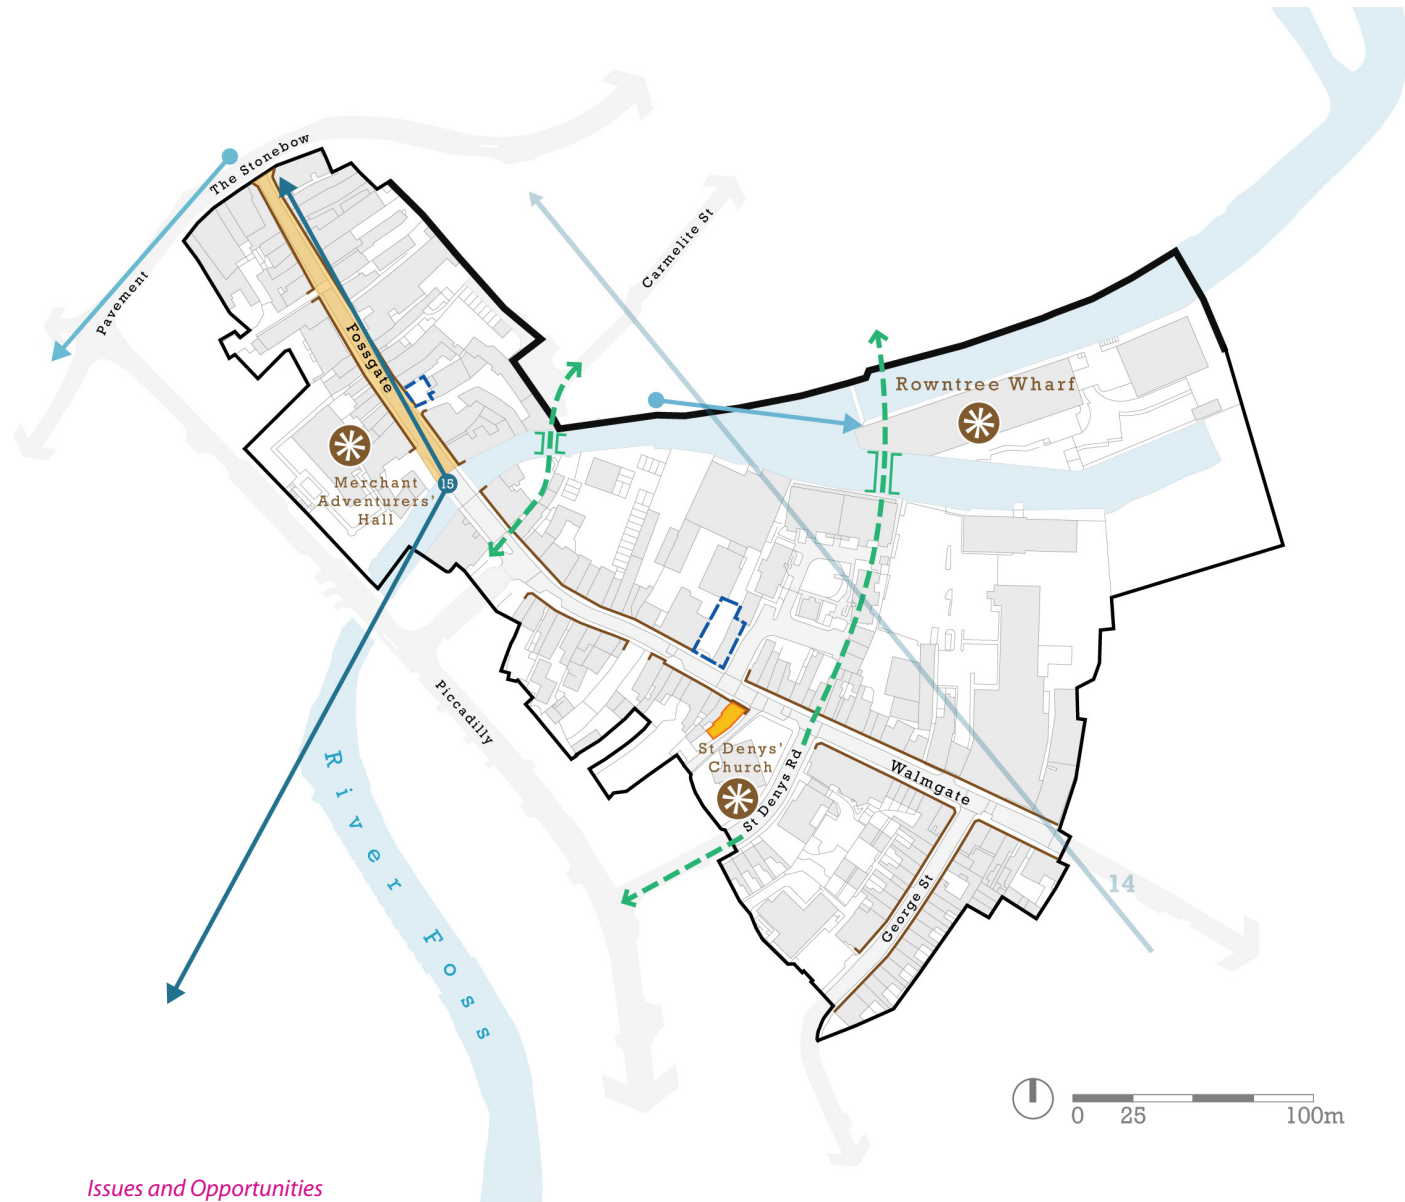 The Stonebow
Carmelite St
Pavement
Fossgate
Rowntree Wharf
Merchant
Adventurers'
Hall
15
Piccadilly
St Denys'
Church
St Denys Rd
Walmgate
George St
14
River Foss
0 25 100m
Issues and Opportunities